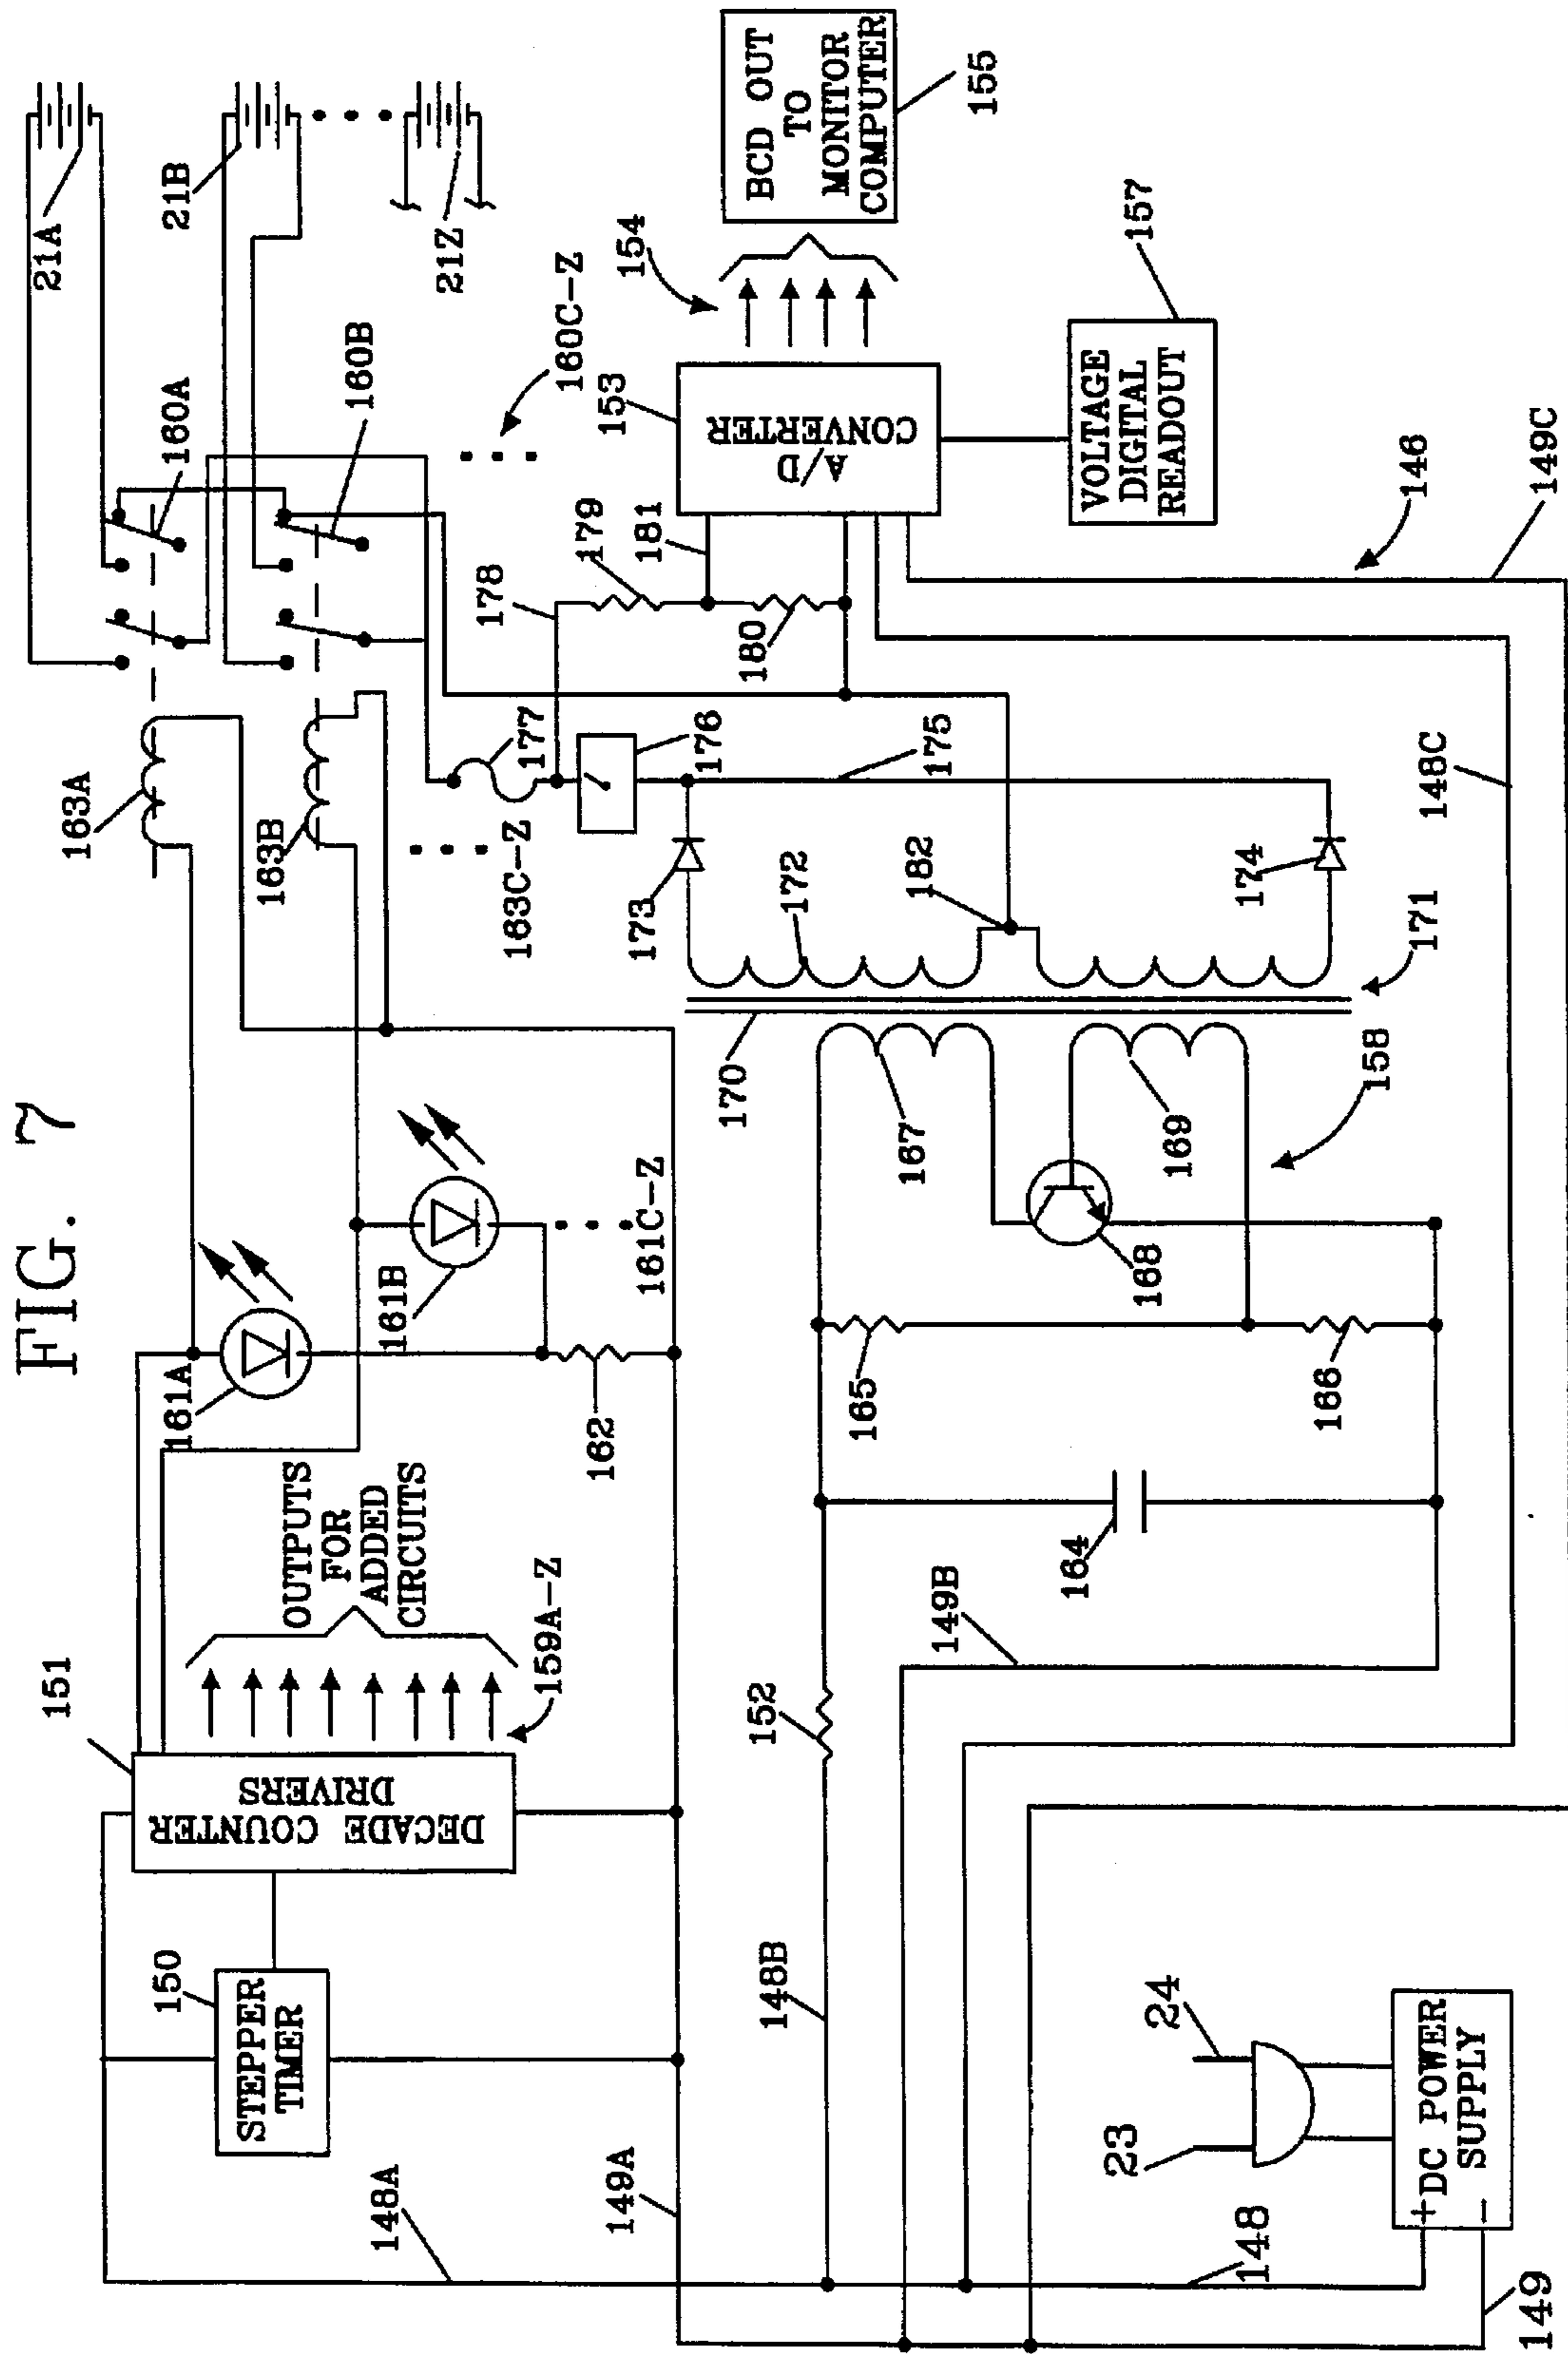 FIG. 7
21A
21B
21Z
160A
160B
160C-Z
163A
163B
163C-Z
161A
161B
161C-Z
162
151
DECADE COUNTER
DRIVERS
OUTPUTS
FOR
ADDED
CIRCUITS
159A-Z
150
STEPPER
TIMER
148A
149A
BCD OUT
TO
MONITOR
COMPUTER
155
154
153
A/D
CONVERTER
157
VOLTAGE
DIGITAL
READOUT
146
149C
148C
178
179
181
180
177
176
175
173
172
182
174
171
170
167
169
158
168
165
166
164
152
149B
148B
24
23
+DC POWER
SUPPLY
-
148
149